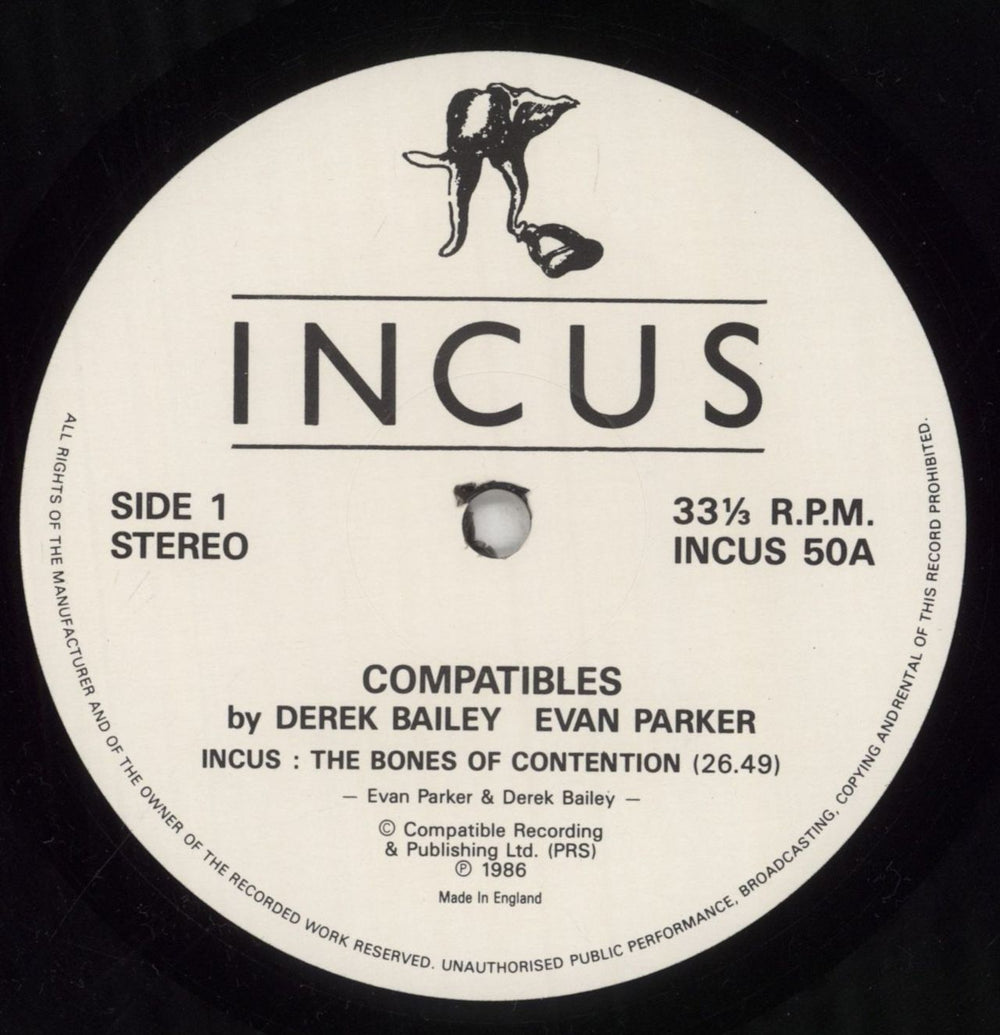 INCUS
SIDE 1
STEREO
33⅓ R.P.M.
INCUS 50A
COMPATIBLES
by DEREK BAILEY EVAN PARKER
INCUS : THE BONES OF CONTENTION (26.49)
— Evan Parker & Derek Bailey —
© Compatible Recording
& Publishing Ltd. (PRS)
℗ 1986
Made In England
ALL RIGHTS OF THE MANUFACTURER AND OF THE OWNER OF THE RECORDED WORK RESERVED. UNAUTHORISED PUBLIC PERFORMANCE, BROADCASTING, COPYING ANDRENTAL OF THIS RECORD PROHIBITED.